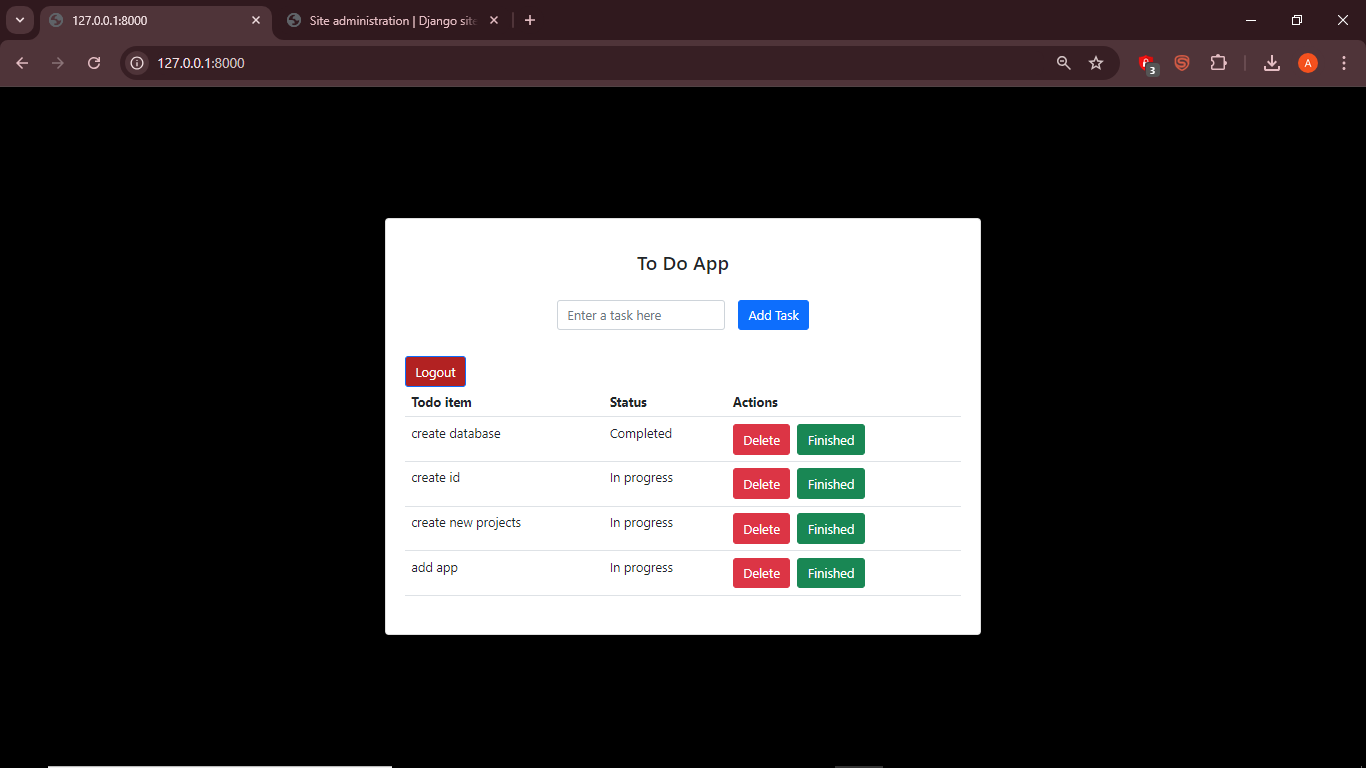 127.0.0.1:8000
Site administration | Django site
127.0.0.1:8000
3
A
To Do App
Enter a task here
Add Task
Logout
Todo item Status Actions
create database Completed Delete Finished
create id In progress Delete Finished
create new projects In progress Delete Finished
add app In progress Delete Finished